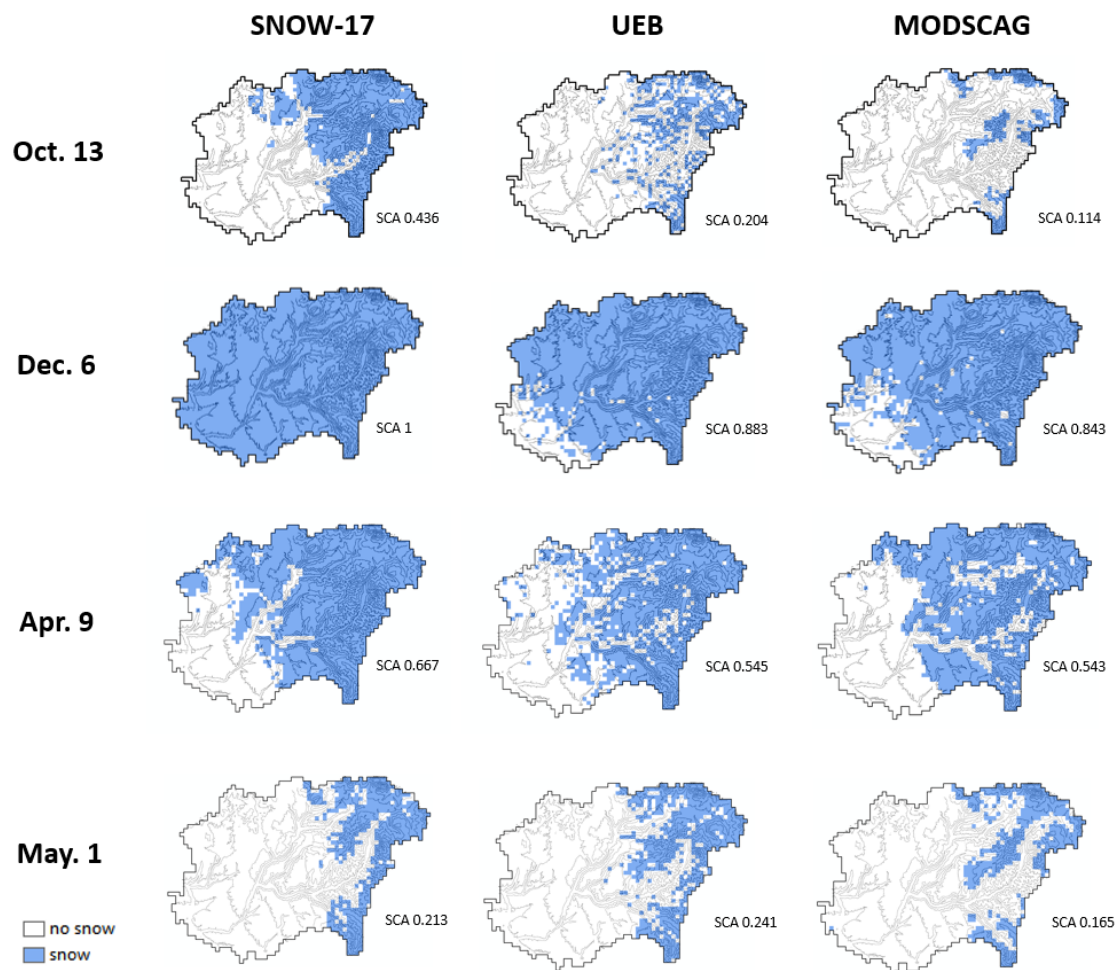 SNOW-17 UEB MODSCAG
Oct. 13
SCA 0.436 SCA 0.204 SCA 0.114
Dec. 6
SCA 1 SCA 0.883 SCA 0.843
Apr. 9
SCA 0.667 SCA 0.545 SCA 0.543
May. 1
SCA 0.213 SCA 0.241 SCA 0.165
no snow
snow